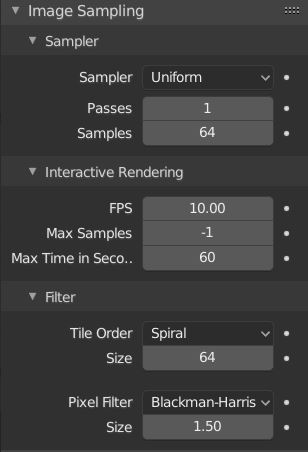 Image Sampling
Sampler
Sampler Uniform
Passes 1
Samples 64
Interactive Rendering
FPS 10.00
Max Samples -1
Max Time in Seco.. 60
Filter
Tile Order Spiral
Size 64
Pixel Filter Blackman-Harris
Size 1.50